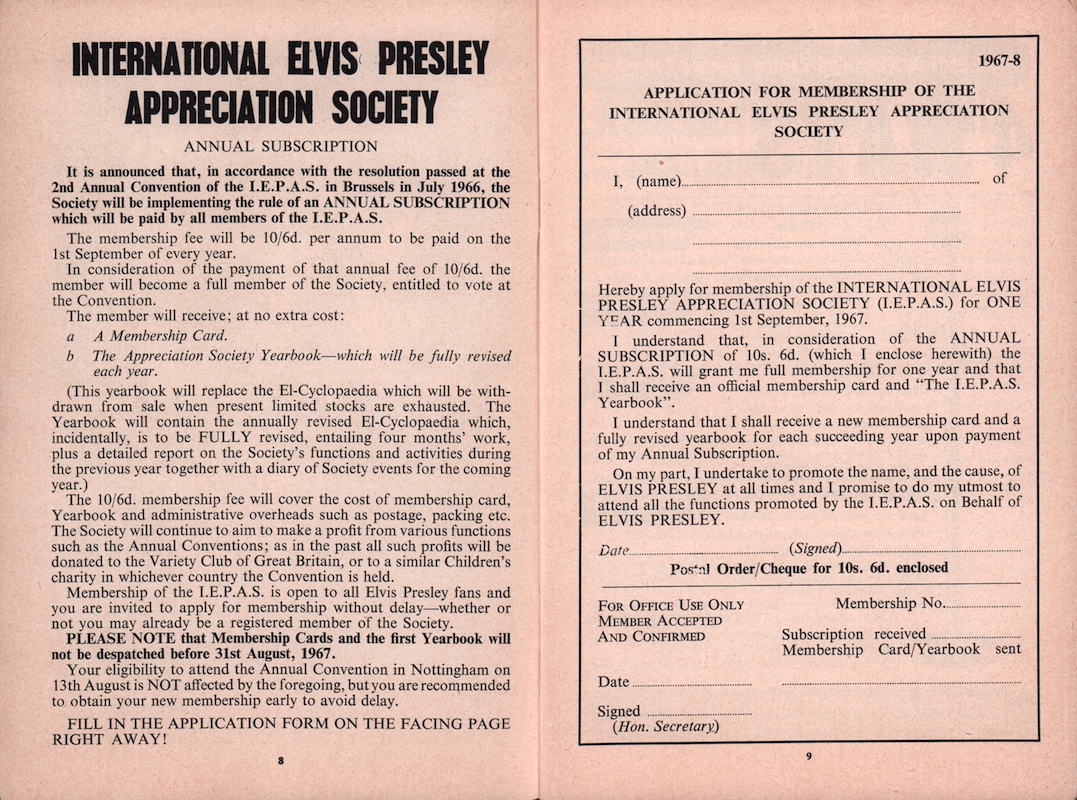 INTERNATIONAL ELVIS PRESLEY
APPRECIATION SOCIETY
ANNUAL SUBSCRIPTION
It is announced that, in accordance with the resolution passed at the
2nd Annual Convention of the I.E.P.A.S. in Brussels in July 1966, the
Society will be implementing the rule of an ANNUAL SUBSCRIPTION
which will be paid by all members of the I.E.P.A.S.
The membership fee will be 10/6d. per annum to be paid on the
1st September of every year.
In consideration of the payment of that annual fee of 10/6d. the
member will become a full member of the Society, entitled to vote at
the Convention.
The member will receive; at no extra cost:
a A Membership Card.
b The Appreciation Society Yearbook—which will be fully revised
each year.
(This yearbook will replace the El-Cyclopaedia which will be with-
drawn from sale when present limited stocks are exhausted. The
Yearbook will contain the annually revised El-Cyclopaedia which,
incidentally, is to be FULLY revised, entailing four months' work,
plus a detailed report on the Society's functions and activities during
the previous year together with a diary of Society events for the coming
year.)
The 10/6d. membership fee will cover the cost of membership card,
Yearbook and administrative overheads such as postage, packing etc.
The Society will continue to aim to make a profit from various functions
such as the Annual Conventions; as in the past all such profits will be
donated to the Variety Club of Great Britain, or to a similar Children's
charity in whichever country the Convention is held.
Membership of the I.E.P.A.S. is open to all Elvis Presley fans and
you are invited to apply for membership without delay—whether or
not you may already be a registered member of the Society.
PLEASE NOTE that Membership Cards and the first Yearbook will
not be despatched before 31st August, 1967.
Your eligibility to attend the Annual Convention in Nottingham on
13th August is NOT affected by the foregoing, but you are recommended
to obtain your new membership early to avoid delay.
FILL IN THE APPLICATION FORM ON THE FACING PAGE
RIGHT AWAY!
8
1967-8
APPLICATION FOR MEMBERSHIP OF THE
INTERNATIONAL ELVIS PRESLEY APPRECIATION
SOCIETY
I, (name) of
(address)
Hereby apply for membership of the INTERNATIONAL ELVIS
PRESLEY APPRECIATION SOCIETY (I.E.P.A.S.) for ONE
YEAR commencing 1st September, 1967.
I understand that, in consideration of the ANNUAL
SUBSCRIPTION of 10s. 6d. (which I enclose herewith) the
I.E.P.A.S. will grant me full membership for one year and that
I shall receive an official membership card and “The I.E.P.A.S.
Yearbook”.
I understand that I shall receive a new membership card and a
fully revised yearbook for each succeeding year upon payment
of my Annual Subscription.
On my part, I undertake to promote the name, and the cause, of
ELVIS PRESLEY at all times and I promise to do my utmost to
attend all the functions promoted by the I.E.P.A.S. on Behalf of
ELVIS PRESLEY.
Date (Signed)
Postal Order/Cheque for 10s. 6d. enclosed
FOR OFFICE USE ONLY Membership No.
MEMBER ACCEPTED
AND CONFIRMED Subscription received
Membership Card/Yearbook sent
Date
Signed
(Hon. Secretary)
9